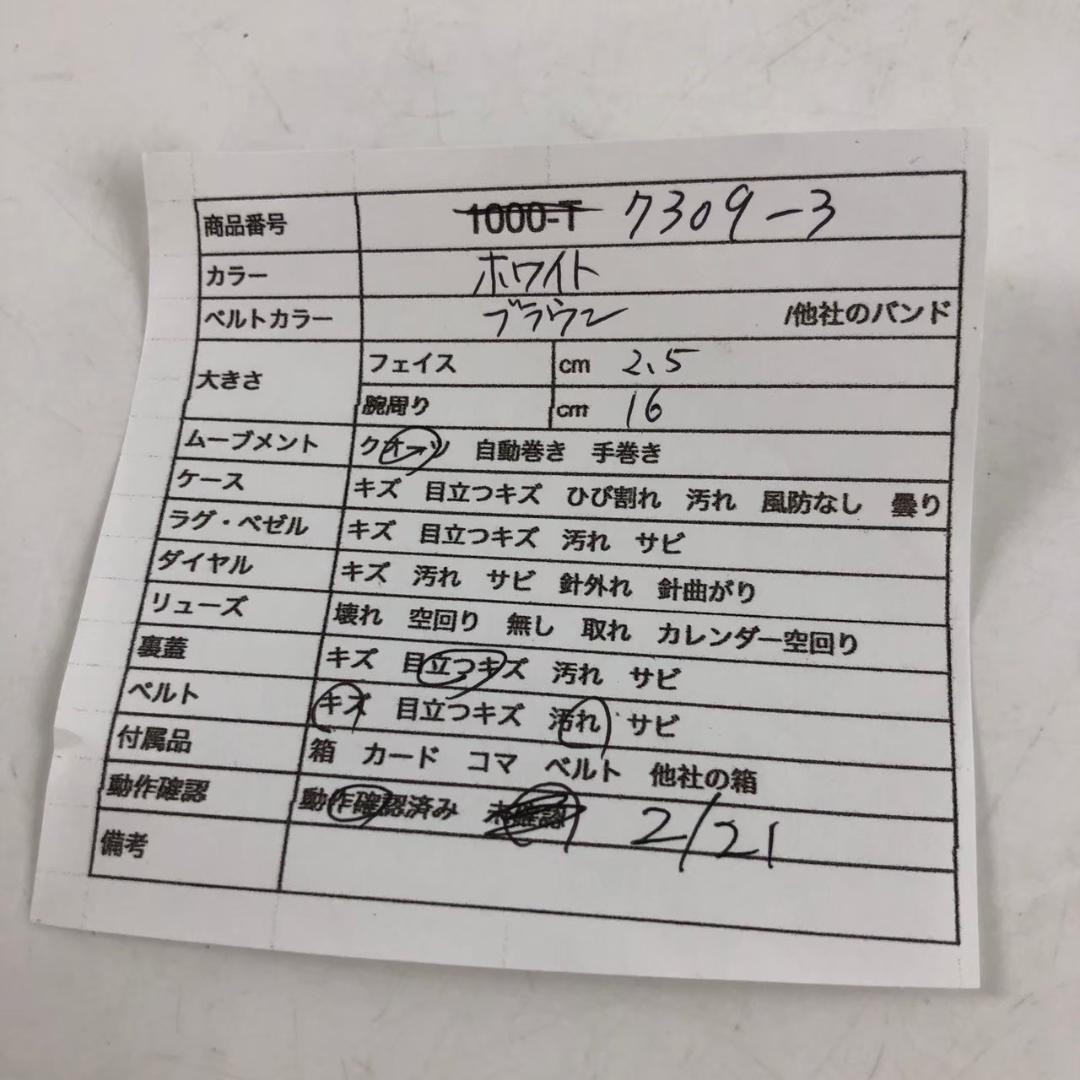 商品番号 1000-T 7309-3
カラー ホワイト
ベルトカラー ブラウン /他社のバンド
大きさ フェイス cm 2.5
腕周り cm 16
ムーブメント クオーツ 自動巻き 手巻き
ケース キズ 目立つキズ ひび割れ 汚れ 風防なし 曇り
ラグ・ベゼル キズ 目立つキズ 汚れ サビ
ダイヤル キズ 汚れ サビ 針外れ 針曲がり
リューズ 壊れ 空回り 無し 取れ カレンダー空回り
裏蓋 キズ 目立つキズ 汚れ サビ
ベルト キズ 目立つキズ 汚れ サビ
付属品 箱 カード コマ ベルト 他社の箱
動作確認 動作確認済み 未確認 2/21
備考